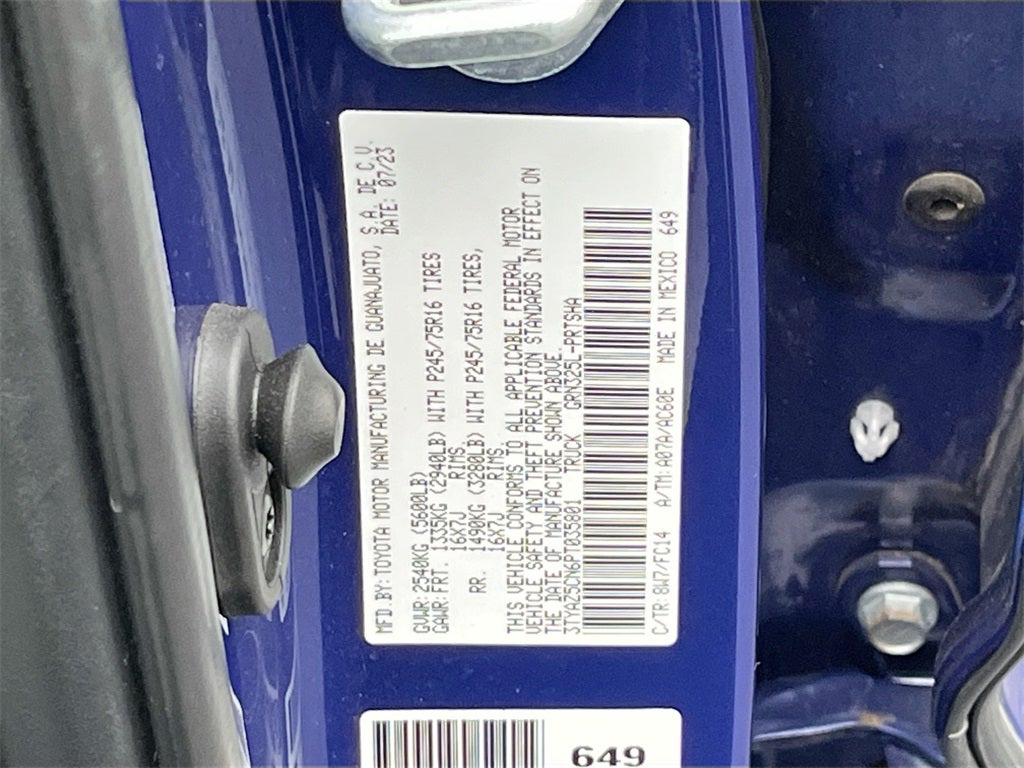 MFD.BY:TOYOTA MOTOR MANUFACTURING DE GUANAJUATO, S.A. DE C.V.
DATE: 07/23
GVWR:2540KG (5600LB)
GAWR:FRT. 1335KG (2940LB) WITH P245/75R16 TIRES
16X7J RIMS
RR. 1490KG (3280LB) WITH P245/75R16 TIRES,
16X7J RIMS
THIS VEHICLE CONFORMS TO ALL APPLICABLE FEDERAL MOTOR
VEHICLE SAFETY AND THEFT PREVENTION STANDARDS IN EFFECT ON
THE DATE OF MANUFACTURE SHOWN ABOVE.
3TYAZ5CN6PT035801 TRUCK GRN325L-PRTSHA
C/TR:8W7/FC14 A/TM:A07A/AC60E MADE IN MEXICO 649
649